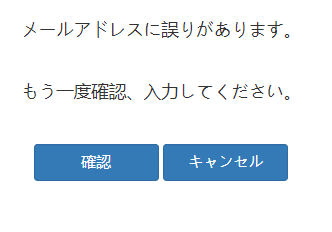 メールアドレスに誤りがあります。
もう一度確認、入力してください。
確認
キャンセル